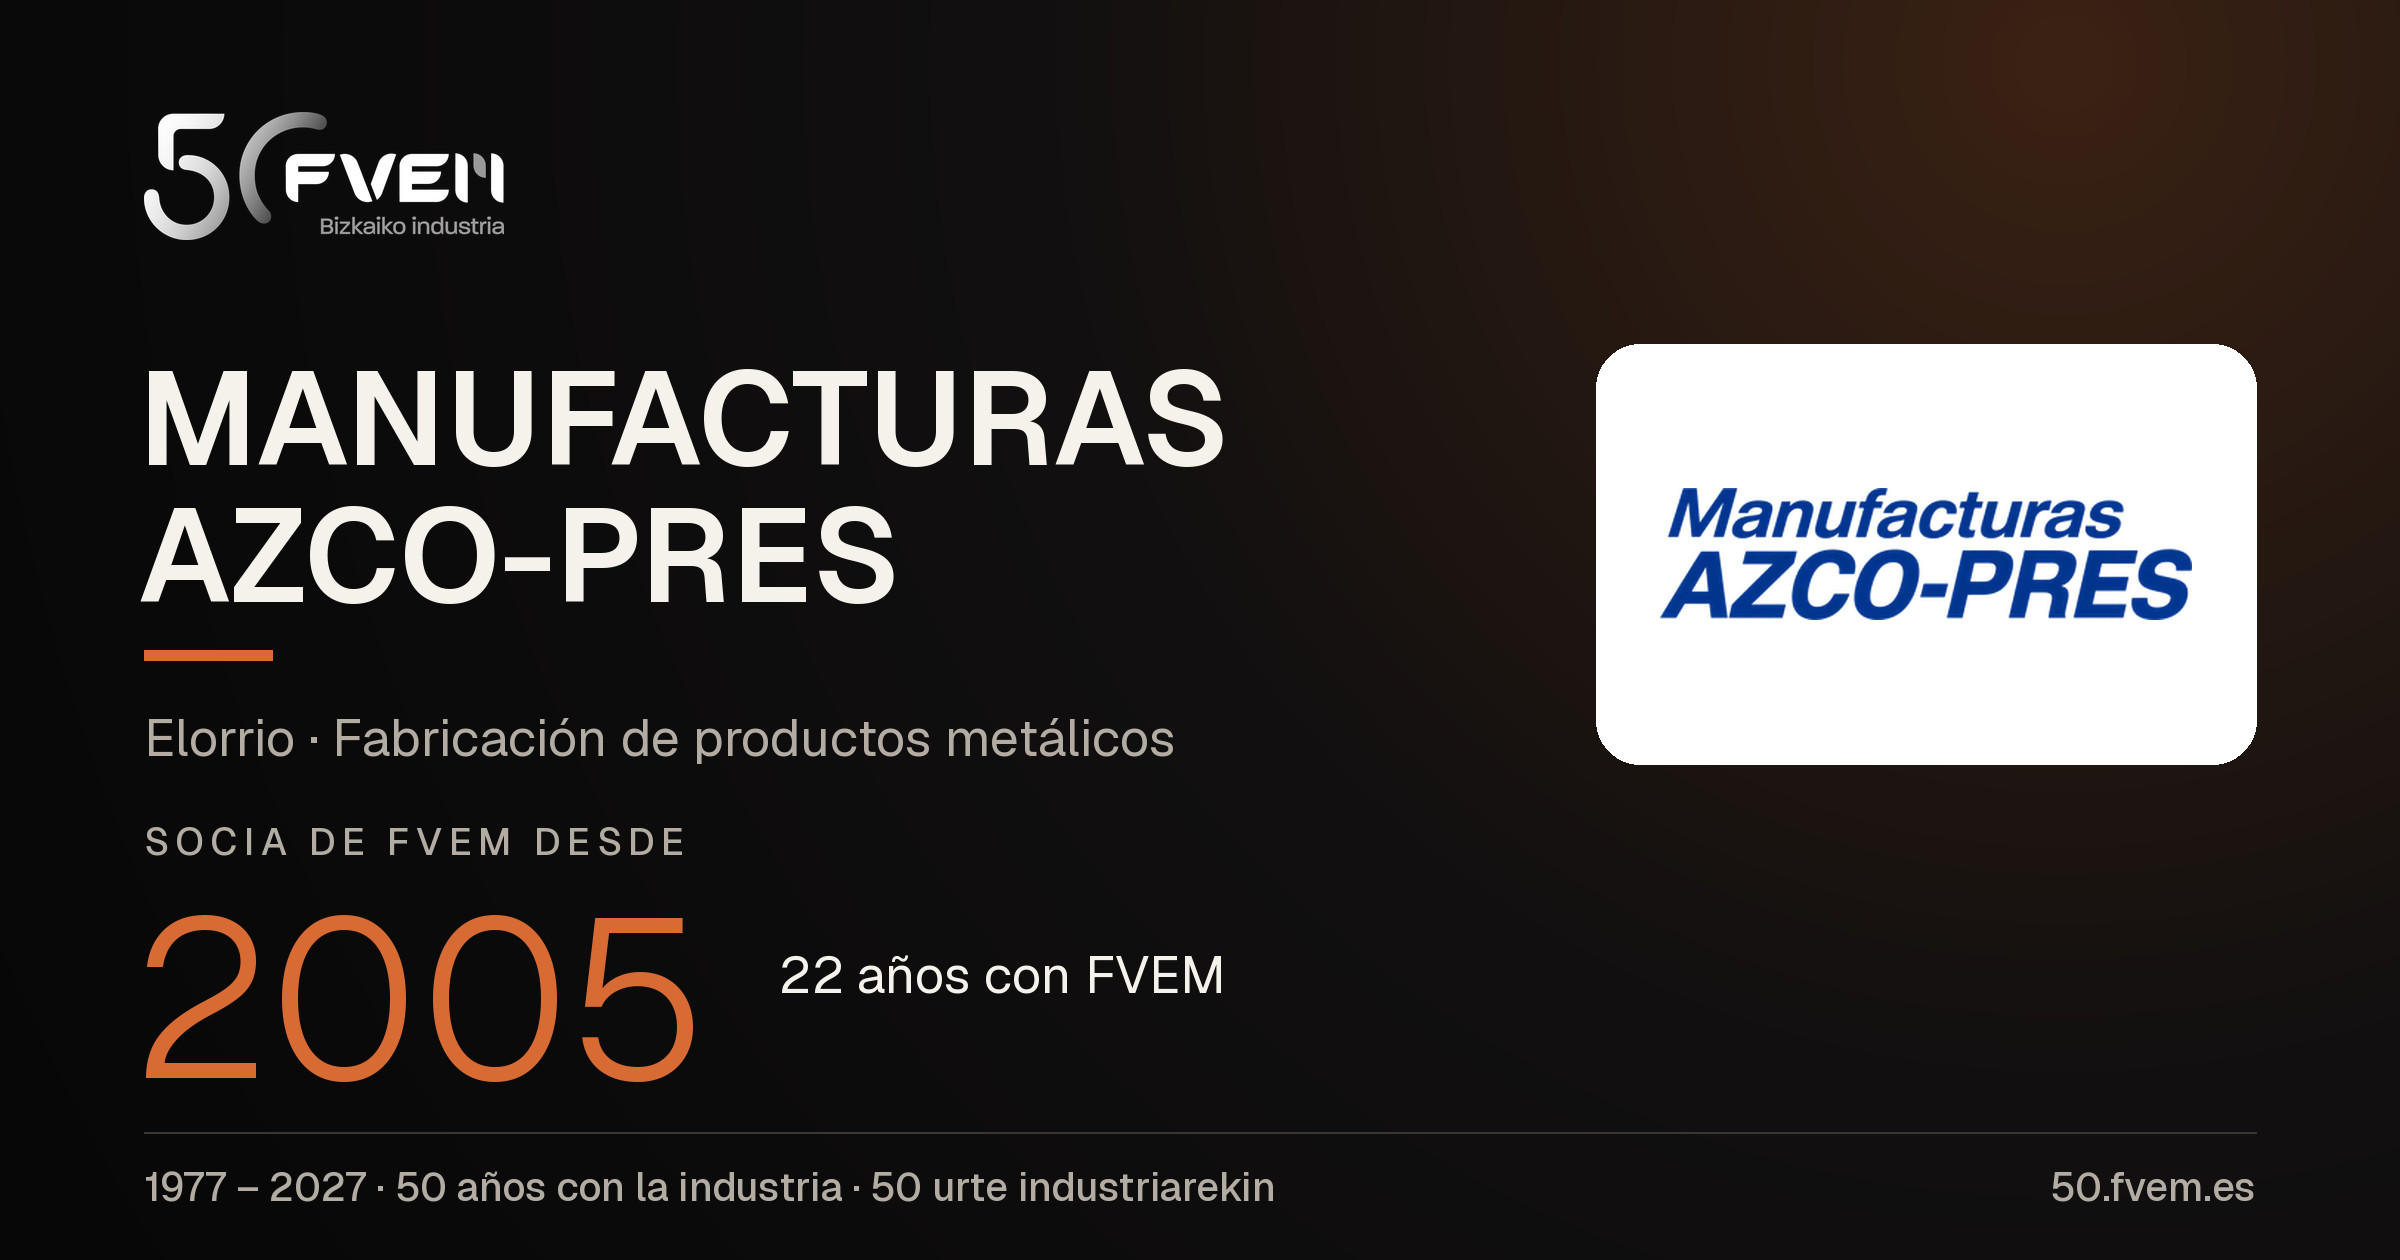 50 FVEM
Bizkaiko industria
MANUFACTURAS
AZCO-PRES
Manufacturas
AZCO-PRES
Elorrio · Fabricación de productos metálicos
SOCIA DE FVEM DESDE
2005
22 años con FVEM
1977 – 2027 · 50 años con la industria · 50 urte industriarekin
50.fvem.es